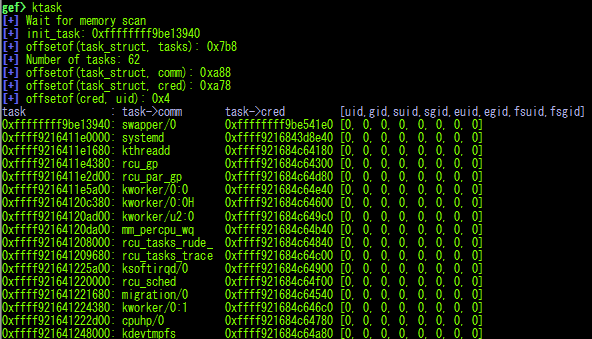 gef> ktask
[+] Wait for memory scan
[+] init_task: 0xffffffff9be13940
[+] offsetof(task_struct, tasks): 0x7b8
[+] Number of tasks: 62
[+] offsetof(task_struct, comm): 0xa88
[+] offsetof(task_struct, cred): 0xa78
[+] offsetof(cred, uid): 0x4
task : task->comm task->cred [uid,gid,suid,sgid,euid,egid,fsuid,fsgid]
0xffffffff9be13940: swapper/0 0xffffffff9be541e0 [0, 0, 0, 0, 0, 0, 0, 0]
0xffff9216411e0000: systemd 0xffff9216843d8e40 [0, 0, 0, 0, 0, 0, 0, 0]
0xffff9216411e1680: kthreadd 0xffff921684c64180 [0, 0, 0, 0, 0, 0, 0, 0]
0xffff9216411e4380: rcu_gp 0xffff921684c64300 [0, 0, 0, 0, 0, 0, 0, 0]
0xffff9216411e2d00: rcu_par_gp 0xffff921684c64d80 [0, 0, 0, 0, 0, 0, 0, 0]
0xffff9216411e5a00: kworker/0:0 0xffff921684c64e40 [0, 0, 0, 0, 0, 0, 0, 0]
0xffff92164120c380: kworker/0:0H 0xffff921684c64600 [0, 0, 0, 0, 0, 0, 0, 0]
0xffff92164120ad00: kworker/u2:0 0xffff921684c649c0 [0, 0, 0, 0, 0, 0, 0, 0]
0xffff92164120da00: mm_percpu_wq 0xffff921684c64b40 [0, 0, 0, 0, 0, 0, 0, 0]
0xffff921641208000: rcu_tasks_rude_ 0xffff921684c64840 [0, 0, 0, 0, 0, 0, 0, 0]
0xffff921641209680: rcu_tasks_trace 0xffff921684c64c00 [0, 0, 0, 0, 0, 0, 0, 0]
0xffff921641225a00: ksoftirqd/0 0xffff921684c64900 [0, 0, 0, 0, 0, 0, 0, 0]
0xffff921641220000: rcu_sched 0xffff921684c64f00 [0, 0, 0, 0, 0, 0, 0, 0]
0xffff921641221680: migration/0 0xffff921684c64540 [0, 0, 0, 0, 0, 0, 0, 0]
0xffff921641224380: kworker/0:1 0xffff921684c646c0 [0, 0, 0, 0, 0, 0, 0, 0]
0xffff921641222d00: cpuhp/0 0xffff921684c64780 [0, 0, 0, 0, 0, 0, 0, 0]
0xffff921641248000: kdevtmpfs 0xffff921684c64a80 [0, 0, 0, 0, 0, 0, 0, 0]